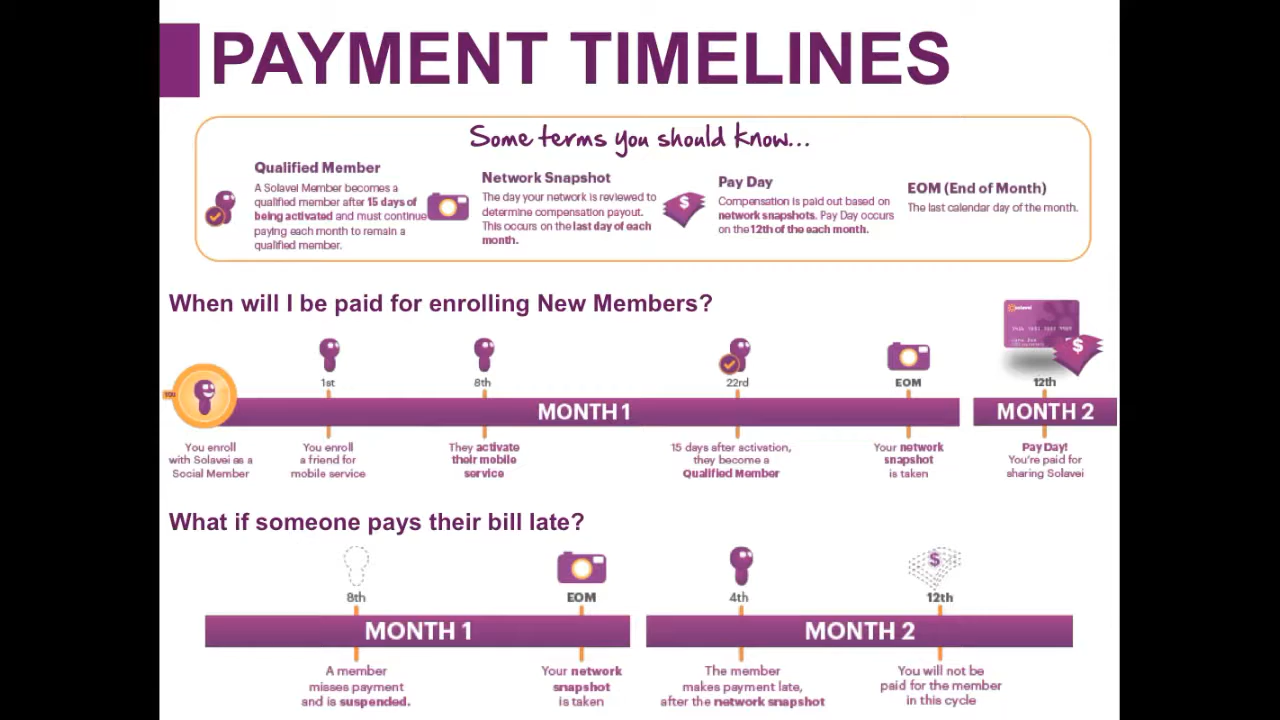 PAYMENT TIMELINES
Some terms you should know...
Qualified Member
A Solavei Member becomes a
qualified member after 15 days of
being activated and must continue
paying each month to remain a
qualified member.
Network Snapshot
The day your network is reviewed to
determine compensation payout.
This occurs on the last day of each
month.
Pay Day
Compensation is paid out based on
network snapshots. Pay Day occurs
on the 12th of the each month.
EOM (End of Month)
The last calendar day of the month.
When will I be paid for enrolling New Members?
YOU
1st
8th
22rd
EOM
12th
MONTH 1
MONTH 2
You enroll
with Solavei as a
Social Member
You enroll
a friend for
mobile service
They activate
their mobile
service
15 days after activation,
they become a
Qualified Member
Your network
snapshot
is taken
Pay Day!
You're paid for
sharing Solavei
What if someone pays their bill late?
8th
EOM
4th
12th
MONTH 1
MONTH 2
A member
misses payment
and is suspended.
Your network
snapshot
is taken
The member
makes payment late,
after the network snapshot
You will not be
paid for the member
in this cycle